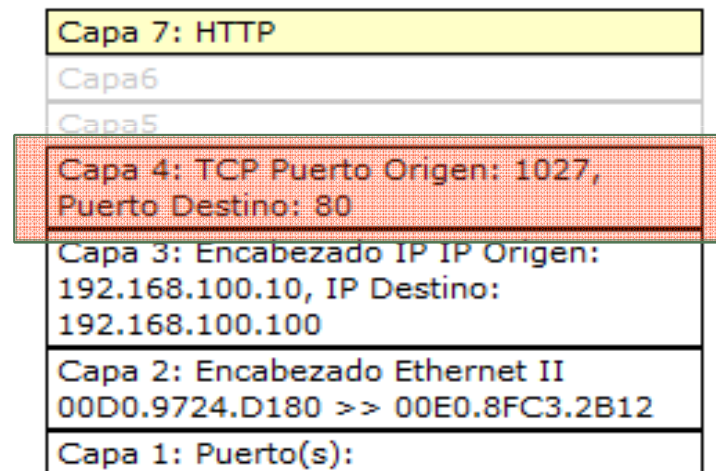 Capa 7: HTTP
Capa6
Capa5
Capa 4: TCP Puerto Origen: 1027,
Puerto Destino: 80
Capa 3: Encabezado IP IP Origen:
192.168.100.10, IP Destino:
192.168.100.100
Capa 2: Encabezado Ethernet II
00D0.9724.D180 >> 00E0.8FC3.2B12
Capa 1: Puerto(s):